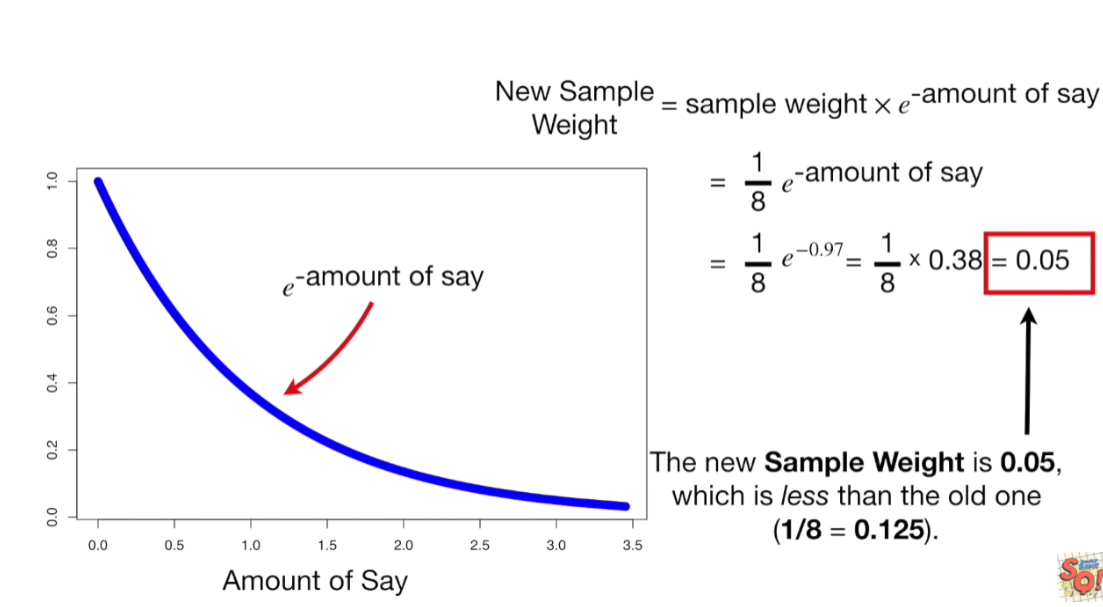 New Sample Weight = sample weight × e^-amount of say
= 1/8 e^-amount of say
= 1/8 e^−0.97 = 1/8 × 0.38 = 0.05
1.0
0.8
0.6
0.4
0.2
0.0
e^-amount of say
0.0 0.5 1.0 1.5 2.0 2.5 3.0 3.5
Amount of Say
The new Sample Weight is 0.05,
which is less than the old one
(1/8 = 0.125).
SQ!